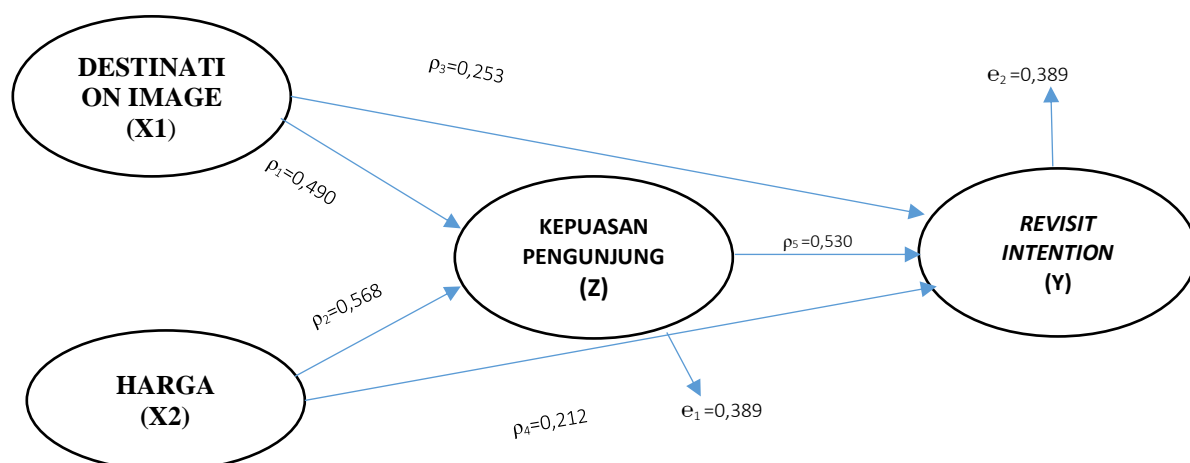 DESTINATI
ON IMAGE
(X1)
ρ₃=0,253
e₂ =0,389
ρ₁=0,490
KEPUASAN
PENGUNJUNG
(Z)
ρ₅=0,530
REVISIT
INTENTION
(Y)
ρ₂=0,568
HARGA
(X2)
ρ₄=0,212
e₁ =0,389